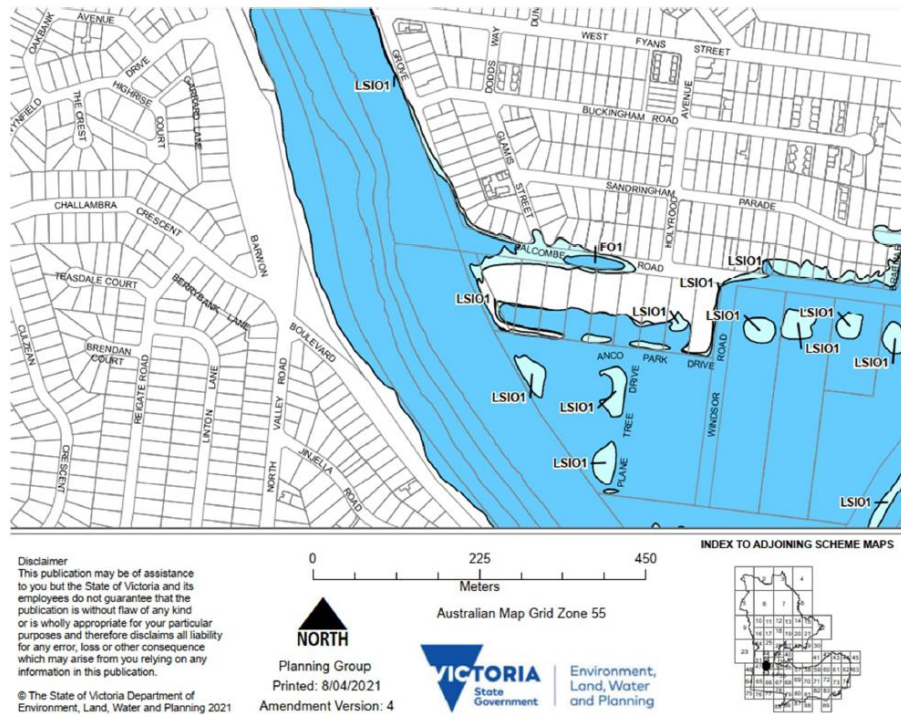 OAKBANK
AVENUE
DRIVE
HIGHRISE
COURT
THE CREST
GARRARD LANE
CHALLAMBRA
CRESCENT
TEASDALE COURT
BERRYBANK LANE
BARWON
BOULEVARD
CULZEAN
CRESCENT
BRENDAN
COURT
REIGATE ROAD
LINTON LANE
NORTH
VALLEY ROAD
JINJELLA
ROAD
GROVE
LSIO1
DODDS WAY
WEST FYANS STREET
BUCKINGHAM ROAD
AVENUE
GLAMIS
STREET
SANDRINGHAM
PARADE
HOLYROOD
FO1
ROAD
LSIO1
LSIO1
LSIO1
LSIO1
LSIO1
LSIO1
LSIO1
LSIO1
ANCO PARK DRIVE
ROAD
WINDSOR
LSIO1
LSIO1
PLANE TREE DRIVE
LSIO1
LSIO1
Disclaimer
This publication may be of assistance
to you but the State of Victoria and its
employees do not guarantee that the
publication is without flaw of any kind
or is wholly appropriate for your particular
purposes and therefore disclaims all liability
for any error, loss or other consequence
which may arise from you relying on any
information in this publication.
© The State of Victoria Department of
Environment, Land, Water and Planning 2021
0 225 450
Meters
Australian Map Grid Zone 55
NORTH
Planning Group
Printed: 8/04/2021
Amendment Version: 4
VICTORIA
State
Government
Environment,
Land, Water
and Planning
INDEX TO ADJOINING SCHEME MAPS